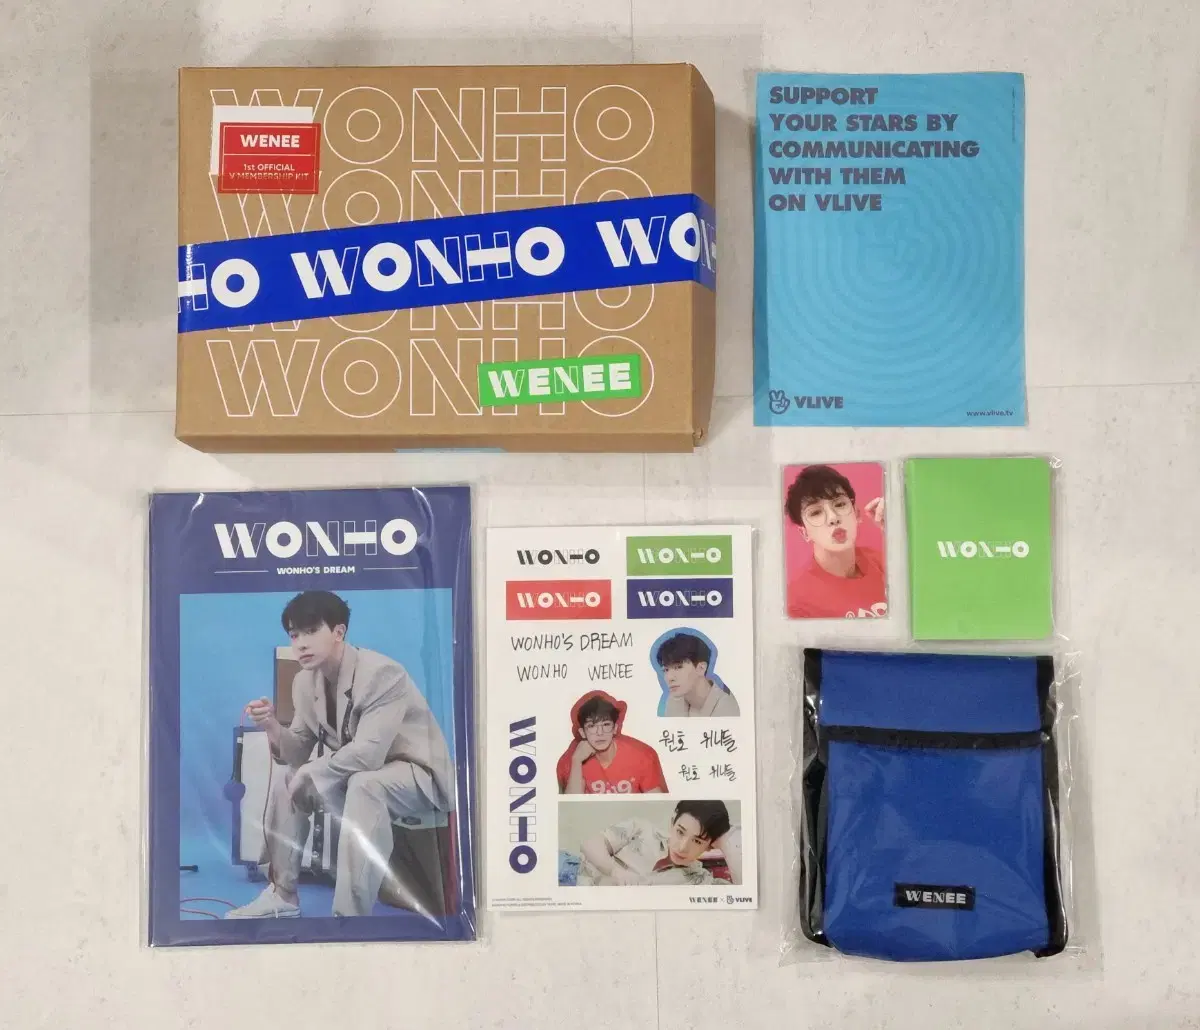 WONHO
WENEE
1st OFFICIAL
V MEMBERSHIP KIT
WONHO
HO WONHO WO
WONHO
WONHO
WENEE
SUPPORT
YOUR STARS BY
COMMUNICATING
WITH THEM
ON VLIVE
VLIVE
www.vlive.tv
WONHO
WONHO'S DREAM
WONHO
WONHO
WONHO
WONHO
WONHO'S DREAM
WONHO WENEE
원호 위니들
원호 위니들
WONHO
WENEE x VLIVE
WONHO
WENEE